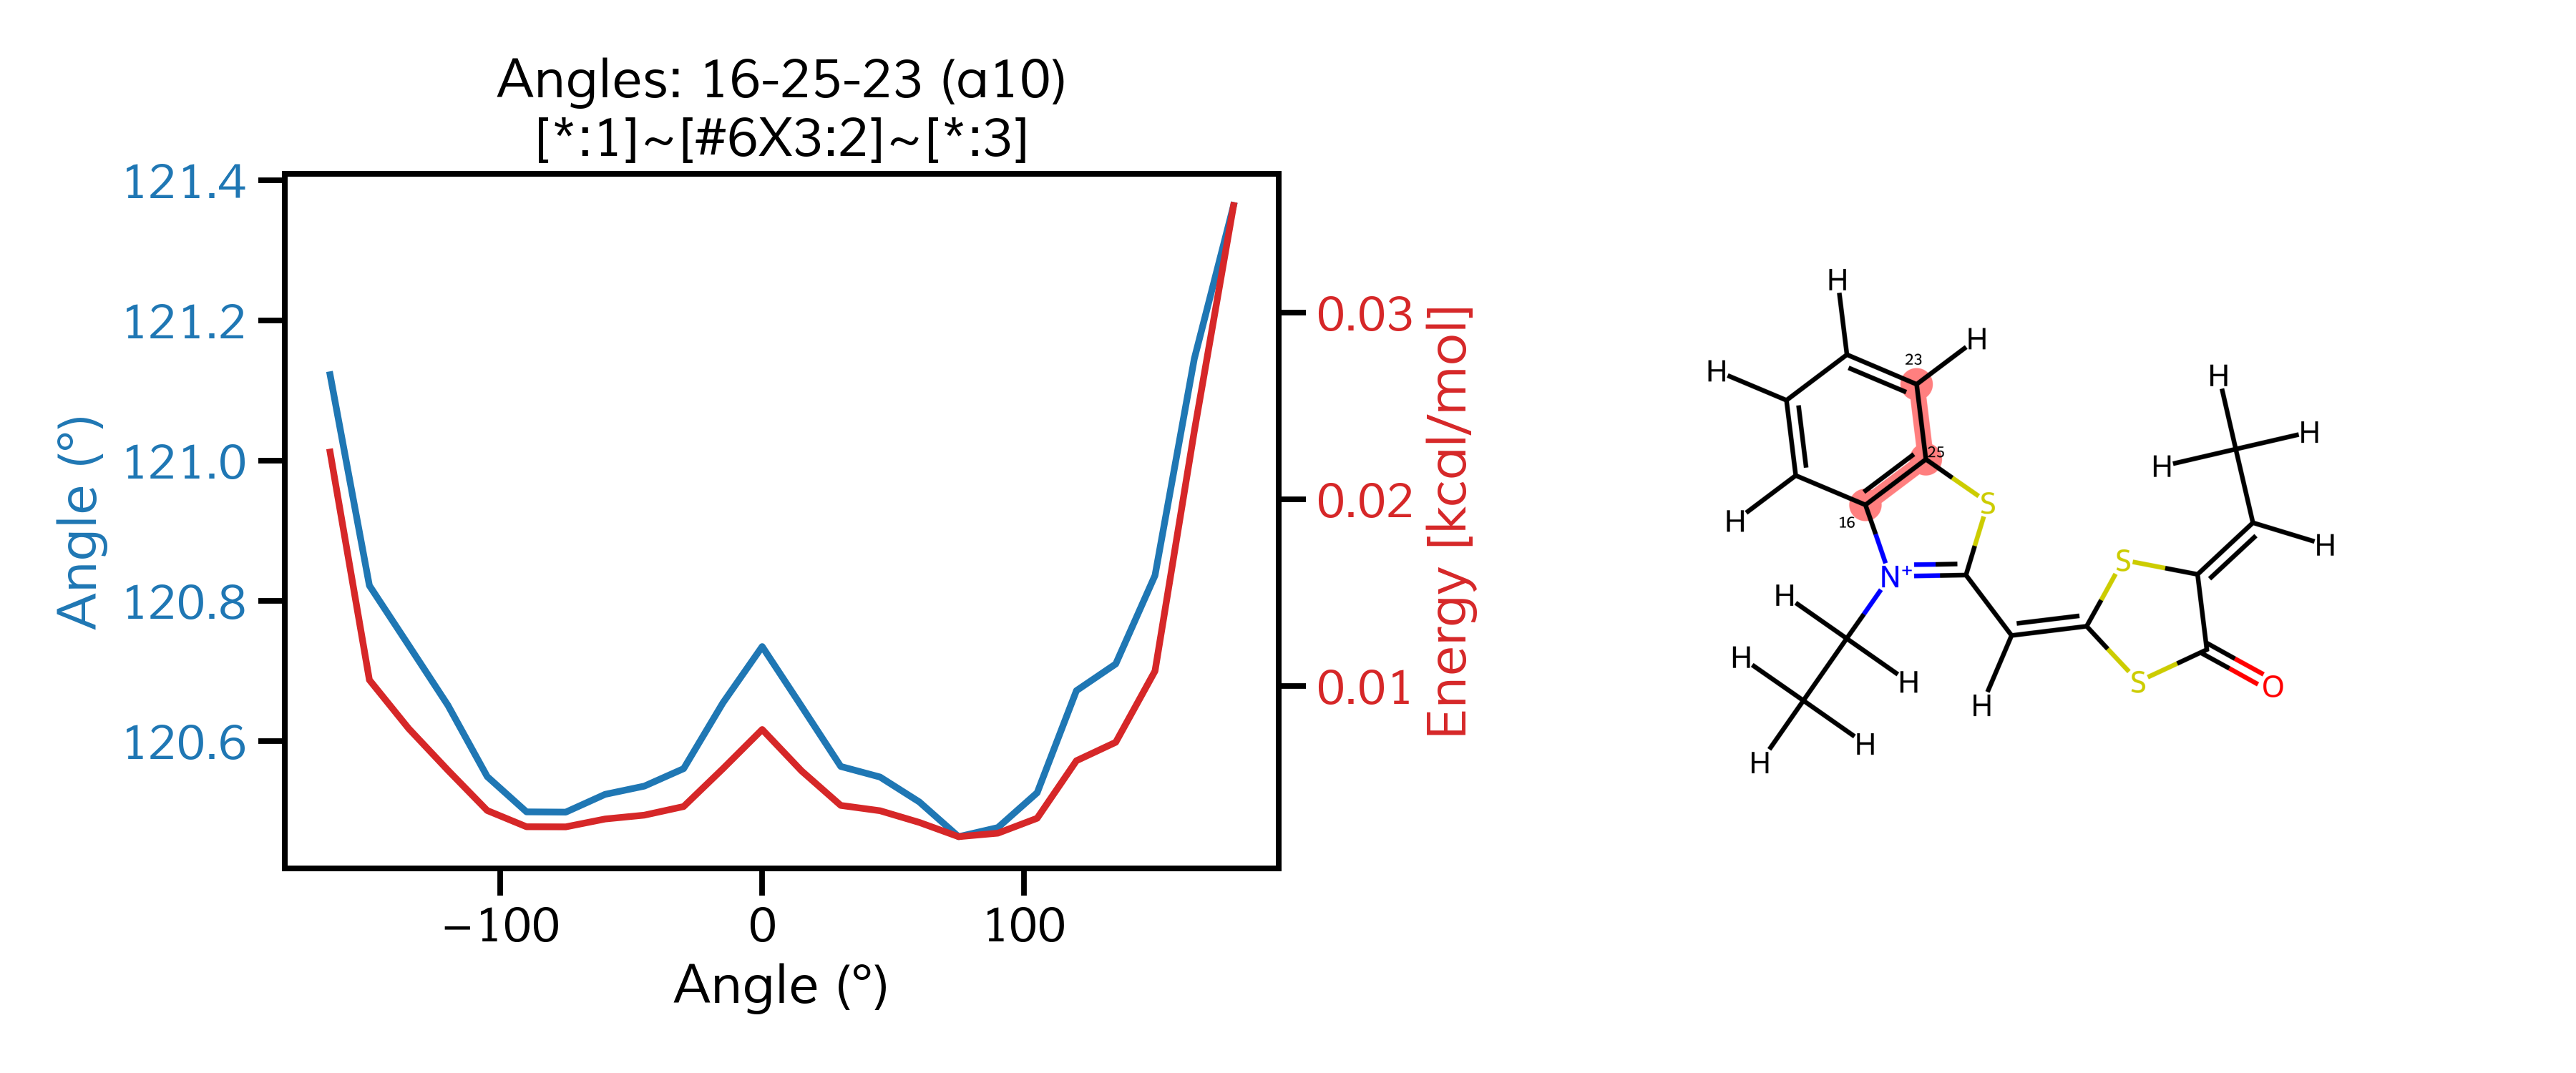 Angles: 16-25-23 (a10)
[*:1]~[#6X3:2]~[*:3]
121.4
121.2
121.0
120.8
120.6
Angle (°)
0.03
0.02
0.01
Energy [kcal/mol]
−100
0
100
Angle (°)
H
H
H
23
H
25
16
S
N⁺
H
H
H
H
H
H
H
S
S
O
H
H
H
H